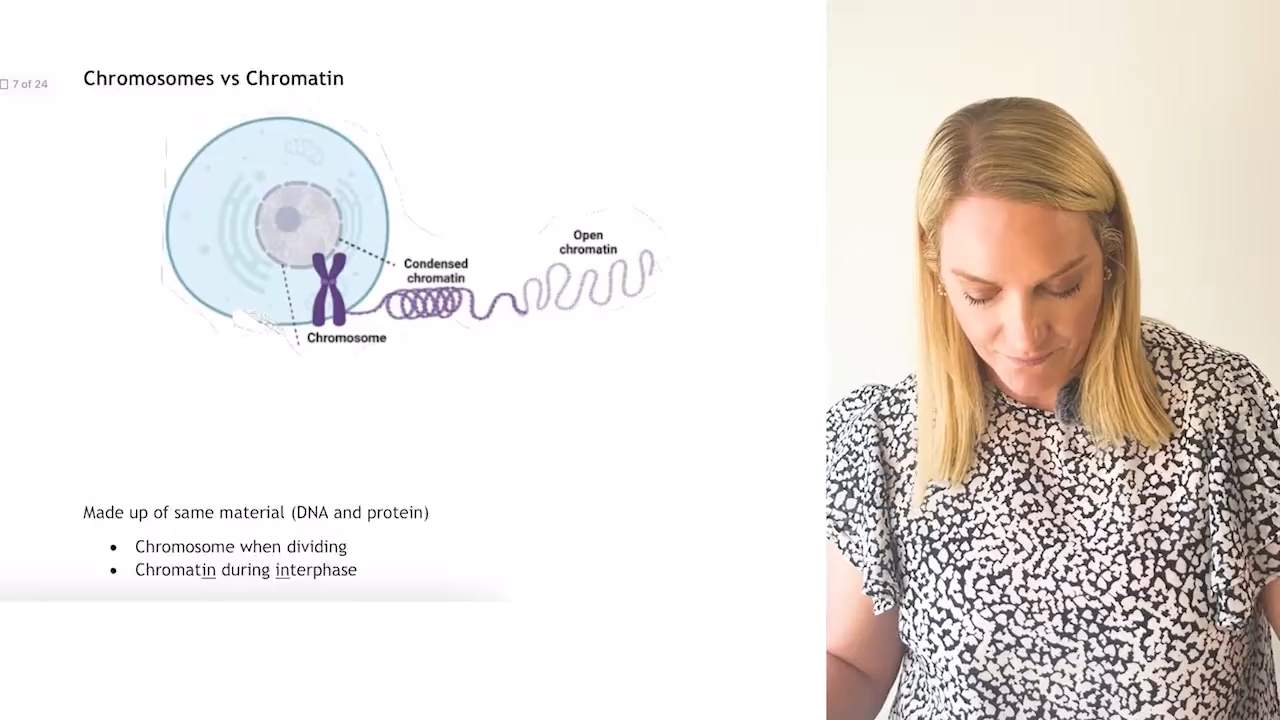 Chromosomes vs Chromatin
7 of 24
Open
chromatin
Condensed
chromatin
Chromosome
Made up of same material (DNA and protein)
• Chromosome when dividing
• Chromatin during interphase